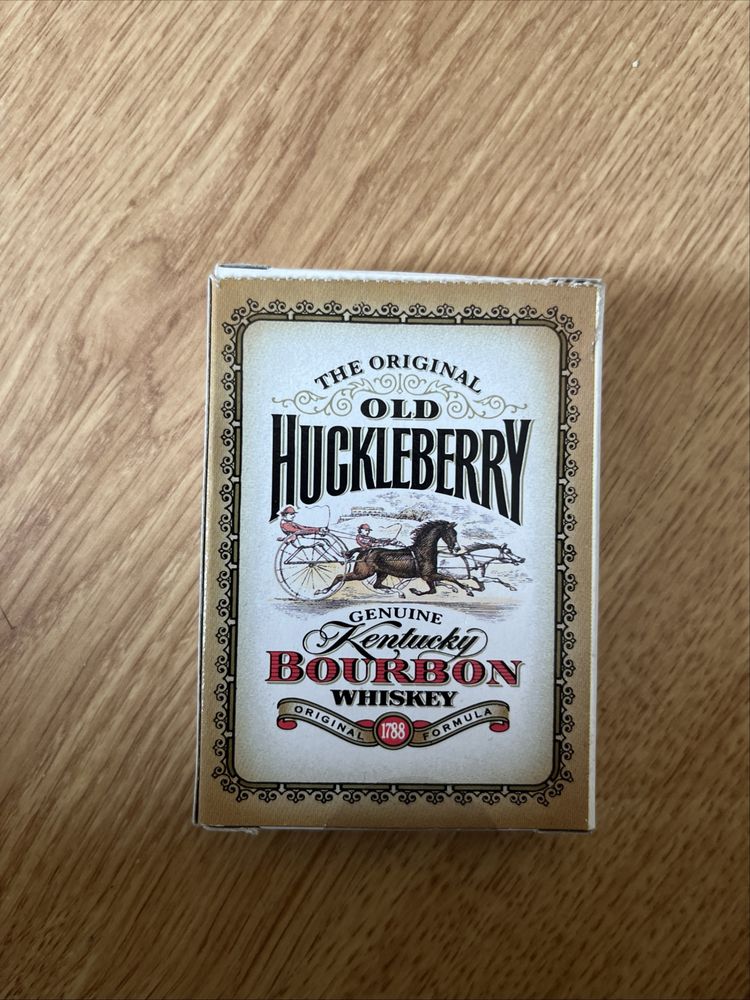 THE ORIGINAL
OLD
HUCKLEBERRY
GENUINE
Kentucky
BOURBON
WHISKEY
ORIGINAL 1788 FORMULA